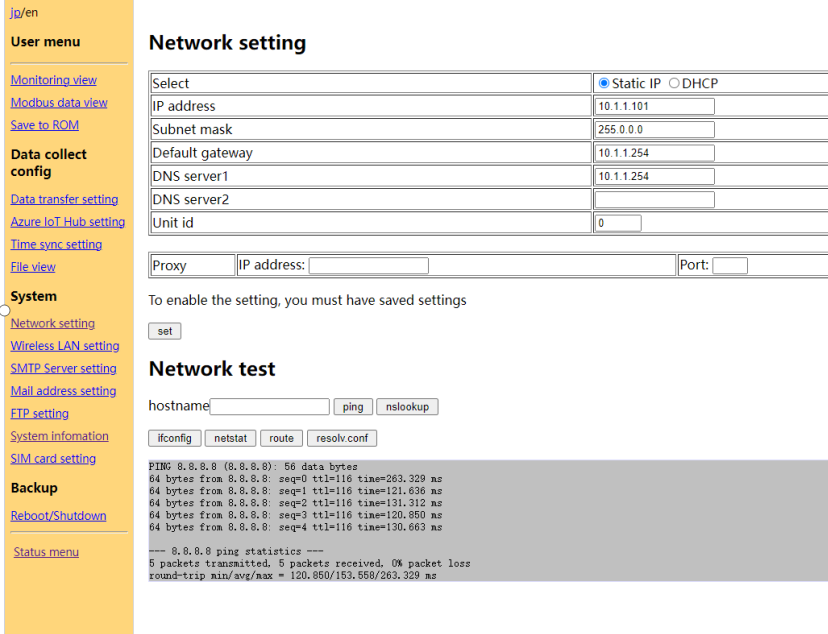 jp/en
User menu
Monitoring view
Modbus data view
Save to ROM
Data collect
config
Data transfer setting
Azure IoT Hub setting
Time sync setting
File view
System
Network setting
Wireless LAN setting
SMTP Server setting
Mail address setting
FTP setting
System infomation
SIM card setting
Backup
Reboot/Shutdown
Status menu
Network setting
Select Static IP DHCP
IP address 10.1.1.101
Subnet mask 255.0.0.0
Default gateway 10.1.1.254
DNS server1 10.1.1.254
DNS server2
Unit id 0
Proxy IP address: Port:
To enable the setting, you must have saved settings
set
Network test
hostname ping nslookup
ifconfig netstat route resolv.conf
PING 8.8.8.8 (8.8.8.8): 56 data bytes
64 bytes from 8.8.8.8: seq=0 ttl=116 time=263.329 ms
64 bytes from 8.8.8.8: seq=1 ttl=116 time=121.636 ms
64 bytes from 8.8.8.8: seq=2 ttl=116 time=131.312 ms
64 bytes from 8.8.8.8: seq=3 ttl=116 time=120.850 ms
64 bytes from 8.8.8.8: seq=4 ttl=116 time=130.663 ms
--- 8.8.8.8 ping statistics ---
5 packets transmitted, 5 packets received, 0% packet loss
round-trip min/avg/max = 120.850/153.558/263.329 ms